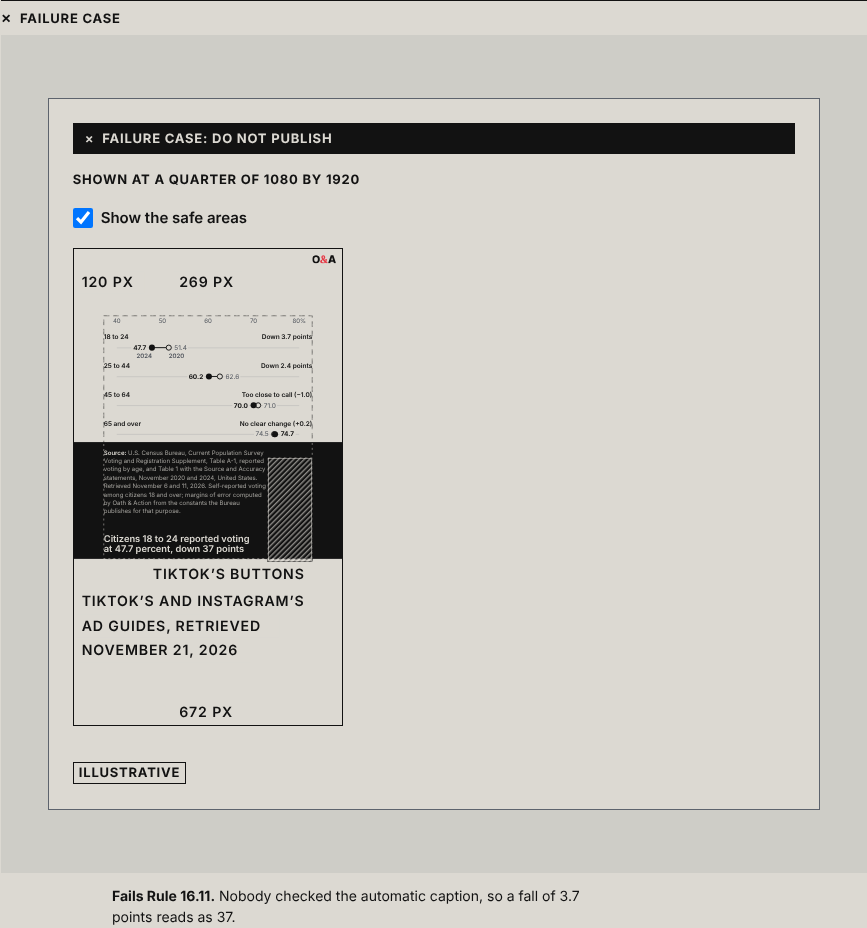 × FAILURE CASE
× FAILURE CASE: DO NOT PUBLISH
SHOWN AT A QUARTER OF 1080 BY 1920
Show the safe areas
O&A
120 PX 269 PX
40 50 60 70 80%
18 to 24 Down 3.7 points
47.7 51.4
2024 2020
25 to 44 Down 2.4 points
60.2 62.6
45 to 64 Too close to call (−1.0)
70.0 71.0
65 and over No clear change (+0.2)
74.5 74.7
Source: U.S. Census Bureau, Current Population Survey
Voting and Registration Supplement, Table A-1, reported
voting by age, and Table 1 with the Source and Accuracy
statements, November 2020 and 2024, United States.
Retrieved November 6 and 11, 2026. Self-reported voting
among citizens 18 and over; margins of error computed
by Oath & Action from the constants the Bureau
publishes for that purpose.
Citizens 18 to 24 reported voting
at 47.7 percent, down 37 points
TIKTOK’S BUTTONS
TIKTOK’S AND INSTAGRAM’S
AD GUIDES, RETRIEVED
NOVEMBER 21, 2026
672 PX
ILLUSTRATIVE
Fails Rule 16.11. Nobody checked the automatic caption, so a fall of 3.7
points reads as 37.